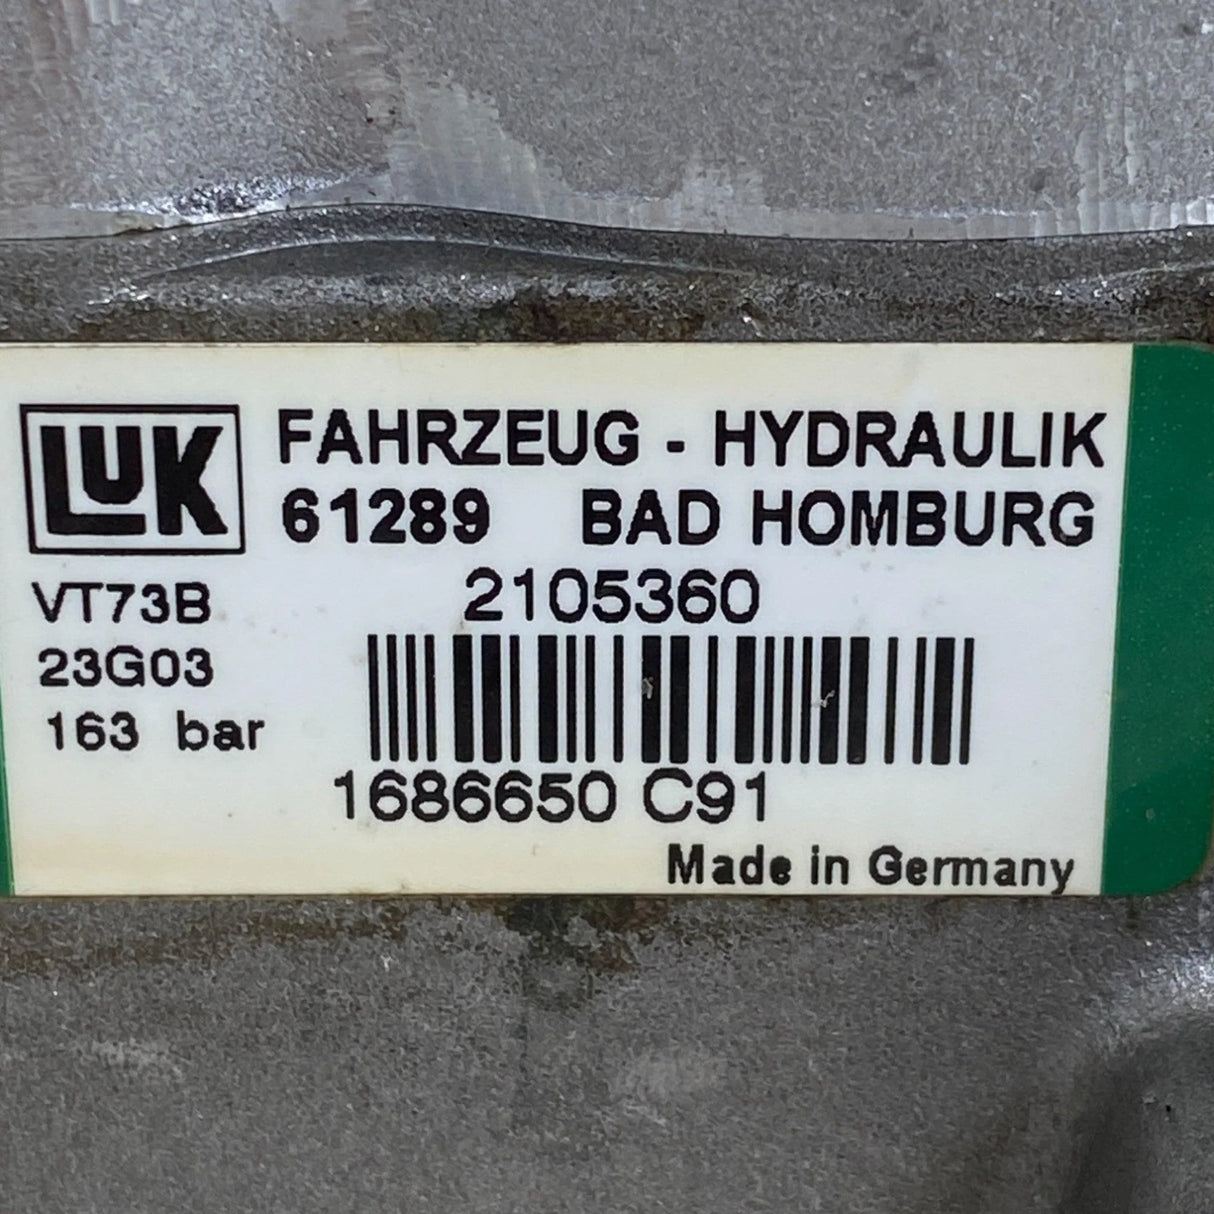 LUK
FAHRZEUG - HYDRAULIK
61289 BAD HOMBURG
VT73B 2105360
23G03
163 bar
1686650 C91
Made in Germany